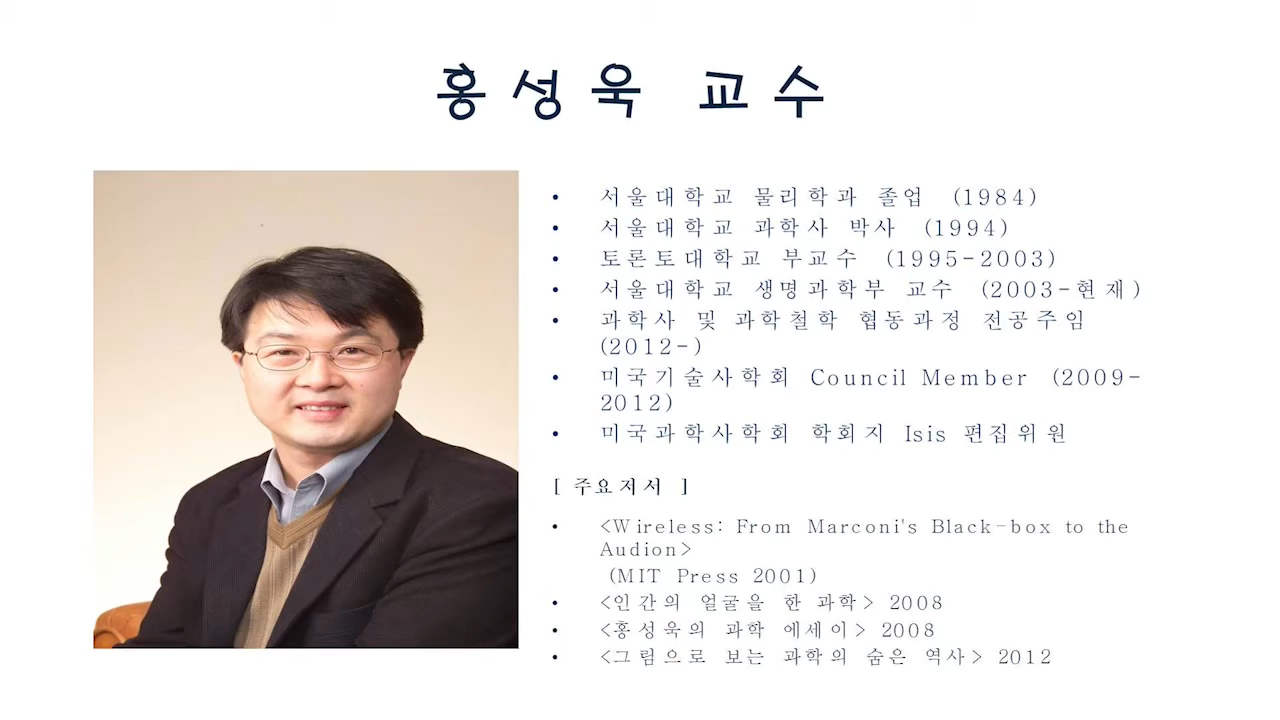 홍성욱 교수
• 서울대학교 물리학과 졸업 (1984)
• 서울대학교 과학사 박사 (1994)
• 토론토대학교 부교수 (1995-2003)
• 서울대학교 생명과학부 교수 (2003-현재)
• 과학사 및 과학철학 협동과정 전공주임
(2012-)
• 미국기술사학회 Council Member (2009-
2012)
• 미국과학사학회 학회지 Isis 편집위원
[ 주요저서 ]
• <Wireless: From Marconi's Black-box to the
Audion>
(MIT Press 2001)
• <인간의 얼굴을 한 과학> 2008
• <홍성욱의 과학 에세이> 2008
• <그림으로 보는 과학의 숨은 역사> 2012